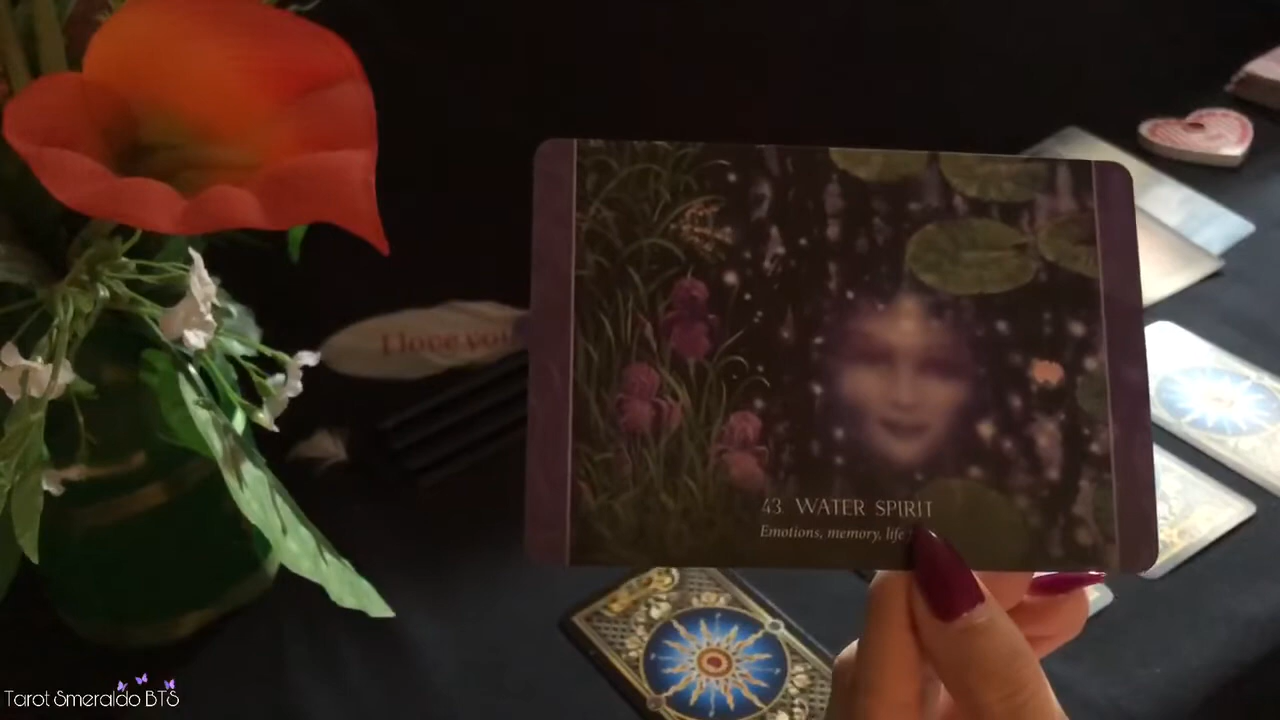 I love you
43 WATER SPIRIT
Emotions, memory, life
Tarot Smeraldo BTS